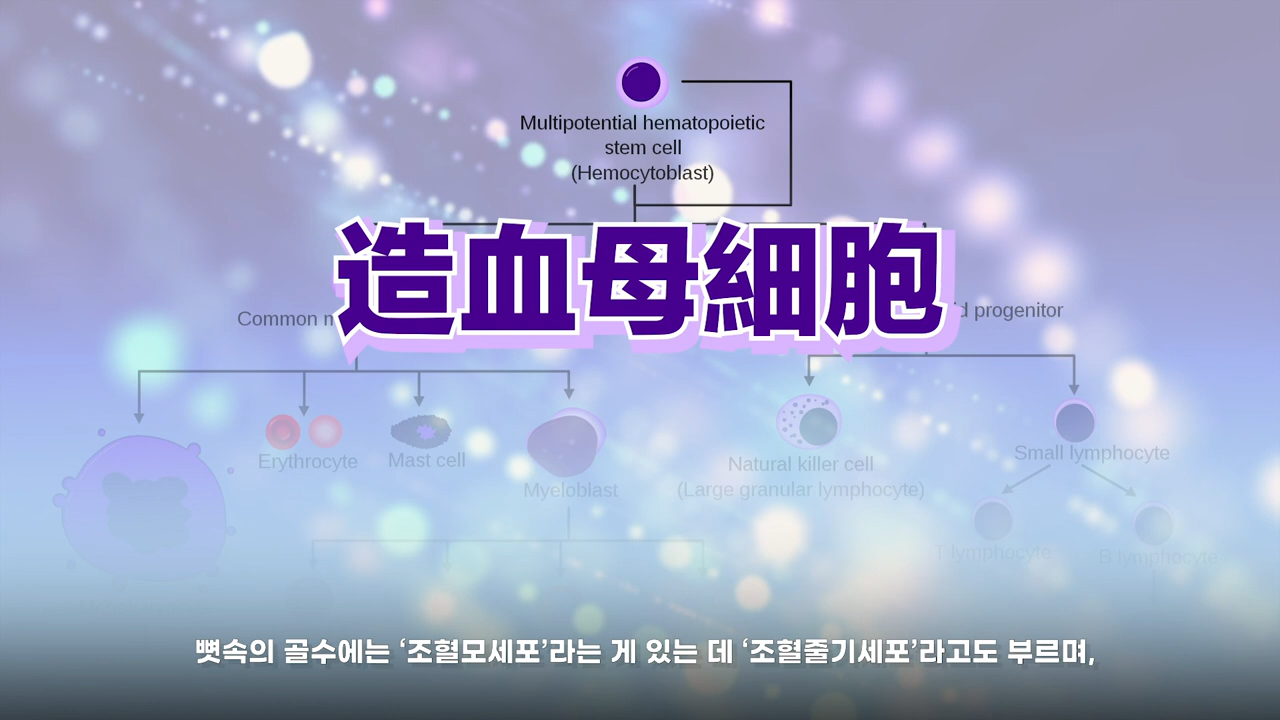 Multipotential hematopoietic
stem cell
(Hemocytoblast)
造血母細胞
Common
progenitor
Erythrocyte
Mast cell
Myeloblast
Natural killer cell
(Large granular lymphocyte)
Small lymphocyte
T lymphocyte
B lymphocyte
뼛속의 골수에는 ‘조혈모세포’라는 게 있는 데 ‘조혈줄기세포’라고도 부르며,